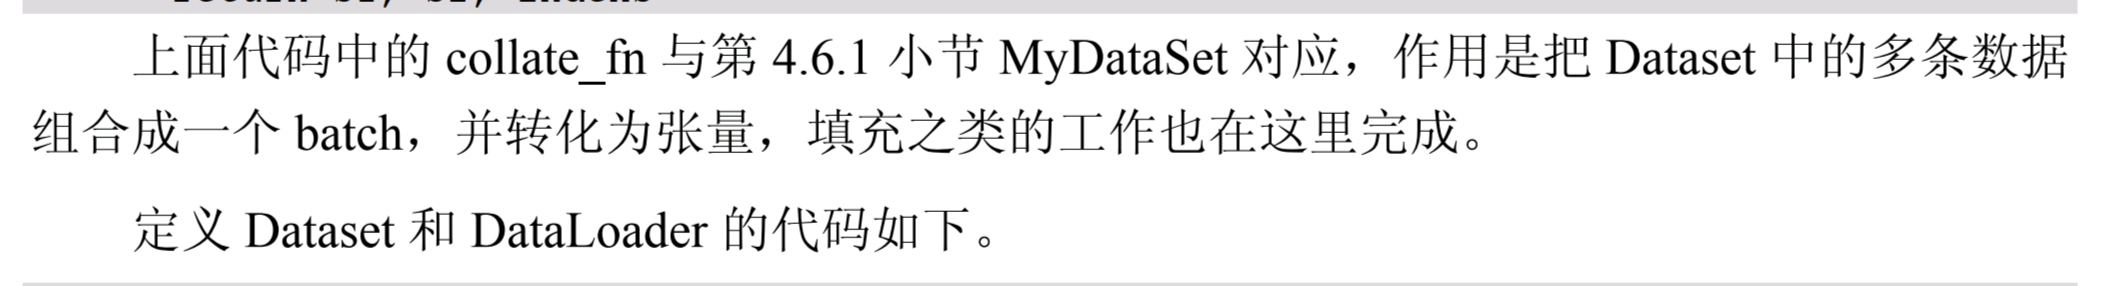 上面代码中的 collate_fn 与第 4.6.1 小节 MyDataSet 对应，作用是把 Dataset 中的多条数据
组合成一个 batch，并转化为张量，填充之类的工作也在这里完成。
定义 Dataset 和 DataLoader 的代码如下。